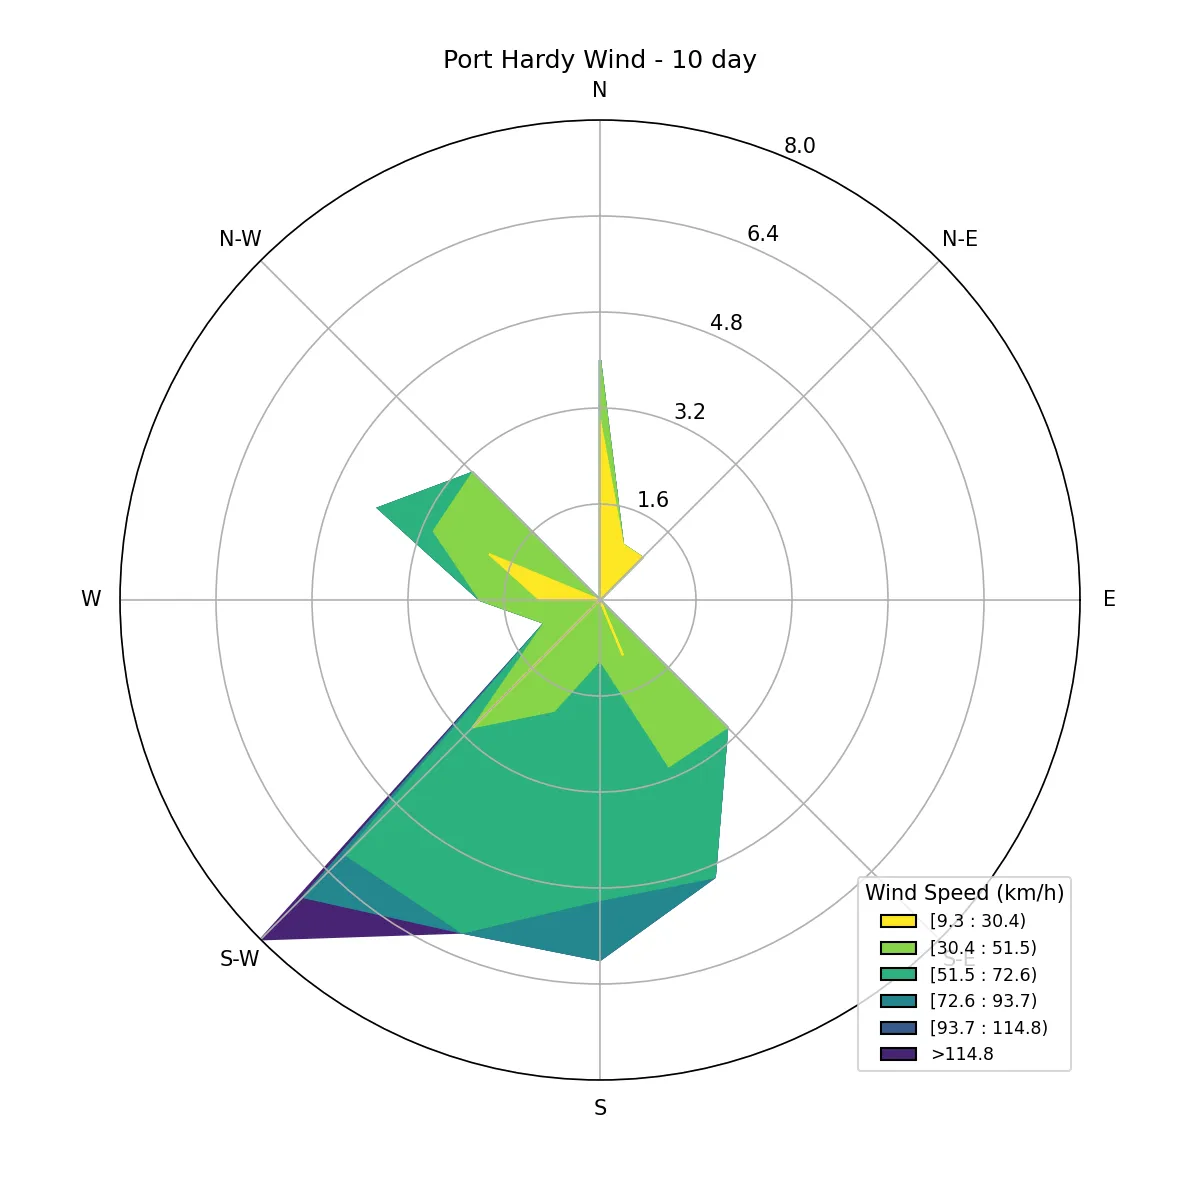 Port Hardy Wind - 10 day
N
8.0
N-W
6.4
N-E
4.8
3.2
1.6
W
E
Wind Speed (km/h)
[9.3 : 30.4)
[30.4 : 51.5)
S-W
S-E
[51.5 : 72.6)
[72.6 : 93.7)
[93.7 : 114.8)
>114.8
S